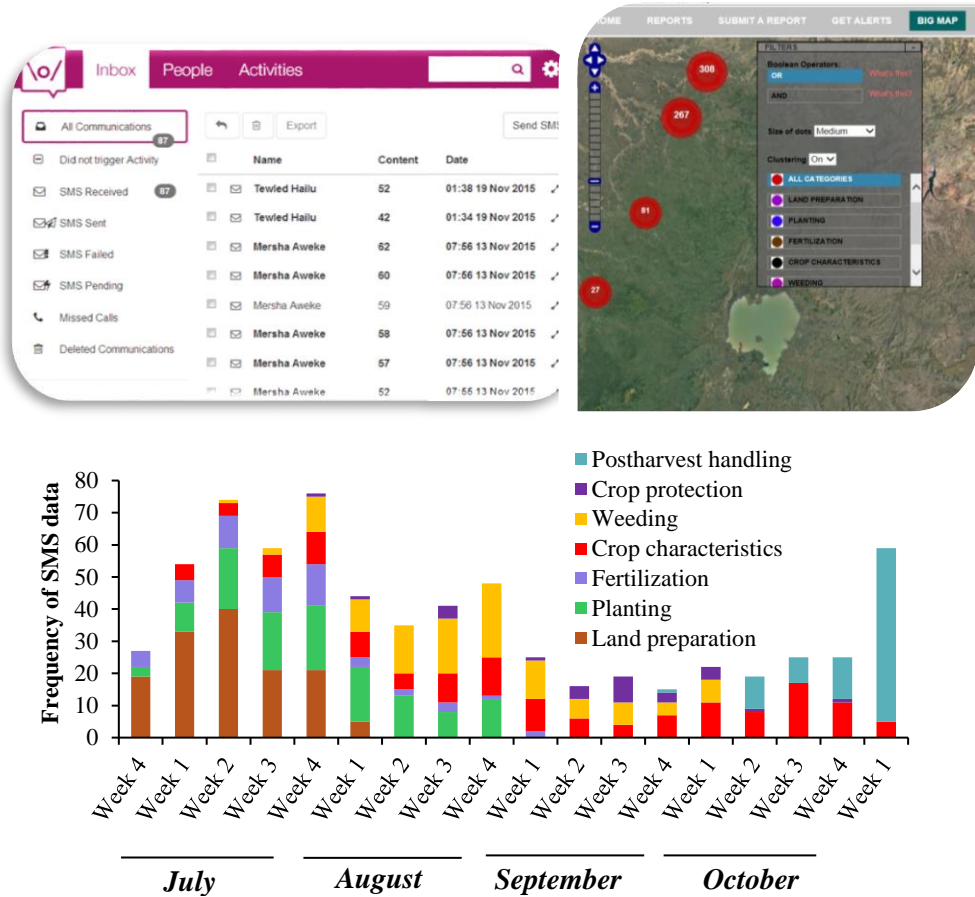 \o/ Inbox People Activities
All Communications
87
Did not trigger Activity
SMS Received 87
SMS Sent
SMS Failed
SMS Pending
Missed Calls
Deleted Communications
Export Send SMS
Name Content Date
Tewled Hailu 52 01:38 19 Nov 2015
Tewled Hailu 42 01:34 19 Nov 2015
Mersha Aweke 62 07:56 13 Nov 2015
Mersha Aweke 60 07:56 13 Nov 2015
Mersha Aweke 59 07:56 13 Nov 2015
Mersha Aweke 58 07:56 13 Nov 2015
Mersha Aweke 57 07:56 13 Nov 2015
Mersha Aweke 52 07:55 13 Nov 2015
HOME REPORTS SUBMIT A REPORT GET ALERTS BIG MAP
308
267
81
27
FILTERS
Boolean Operators:
OR What's this?
AND What's this?
Size of dots Medium
Clustering On
ALL CATEGORIES
LAND PREPARATION
PLANTING
FERTILIZATION
CROP CHARACTERISTICS
WEEDING
Frequency of SMS data
80
70
60
50
40
30
20
10
0
Postharvest handling
Crop protection
Weeding
Crop characteristics
Fertilization
Planting
Land preparation
Week 4
Week 1
Week 2
Week 3
Week 4
Week 1
Week 2
Week 3
Week 4
Week 1
Week 2
Week 3
Week 4
Week 1
Week 2
Week 3
Week 4
Week 1
July August September October